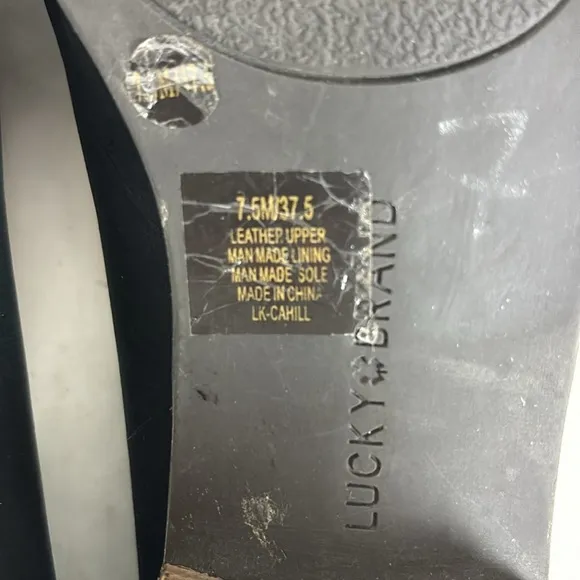 7.5M/37.5
LEATHER UPPER
MAN MADE LINING
MAN MADE SOLE
MADE IN CHINA
LK-CAHILL
LUCKY BRAND